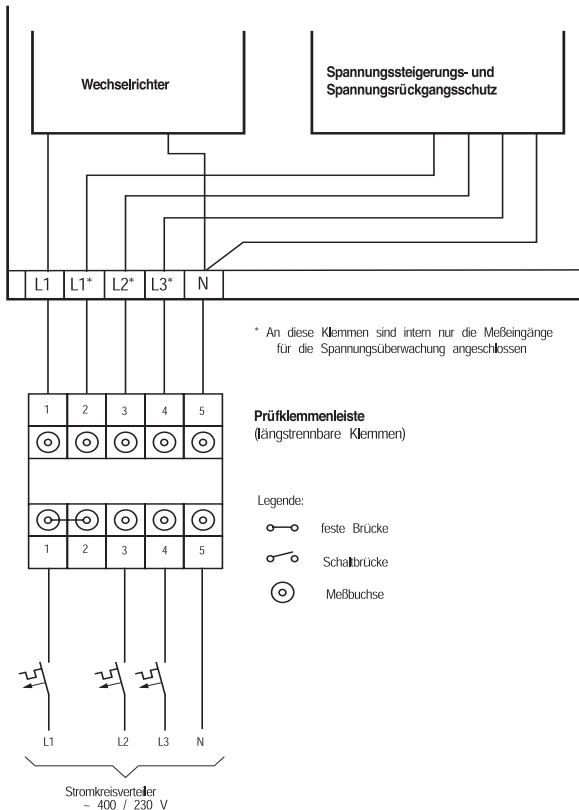 Wechselrichter
Spannungssteigerungs- und
Spannungsrückgangsschutz
L1 L1* L2* L3* N
* An diese Klemmen sind intern nur die Meßeingänge
für die Spannungsüberwachung angeschlossen
1 2 3 4 5
Prüfklemmenleiste
(längstrennbare Klemmen)
Legende:
feste Brücke
Schaltbrücke
Meßbuchse
1 2 3 4 5
L1 L2 L3 N
Stromkreisverteiler
~ 400 / 230 V